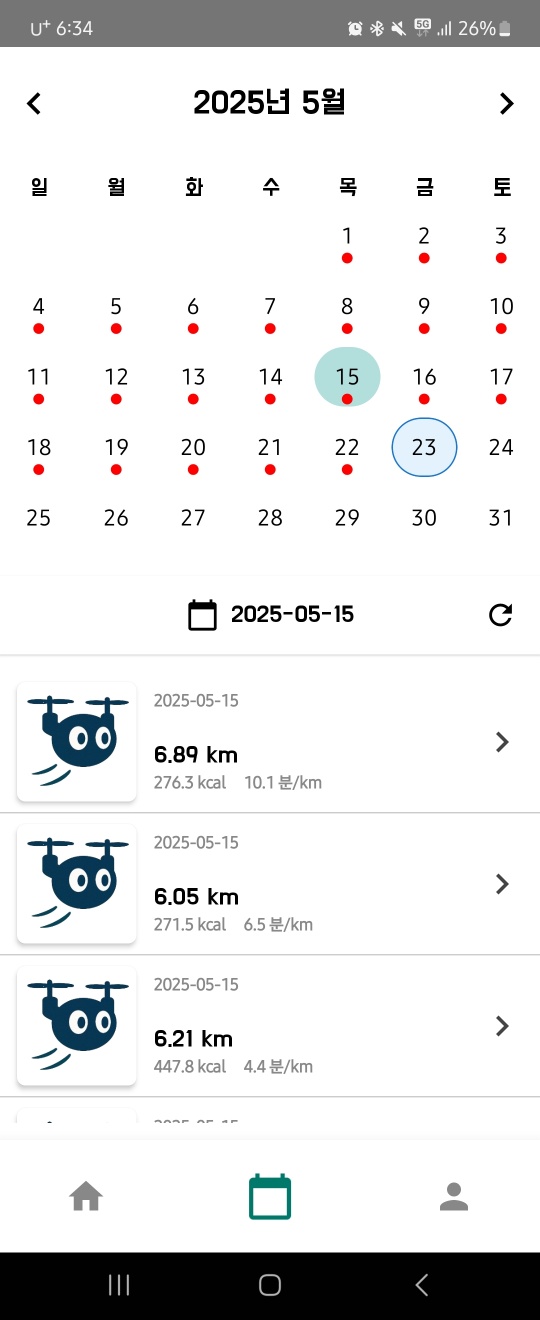 U+ 6:34 5G 26%
2025년 5월
일 월 화 수 목 금 토
1 2 3
4 5 6 7 8 9 10
11 12 13 14 15 16 17
18 19 20 21 22 23 24
25 26 27 28 29 30 31
2025-05-15
2025-05-15
6.89 km
276.3 kcal 10.1 분/km
2025-05-15
6.05 km
271.5 kcal 6.5 분/km
2025-05-15
6.21 km
447.8 kcal 4.4 분/km